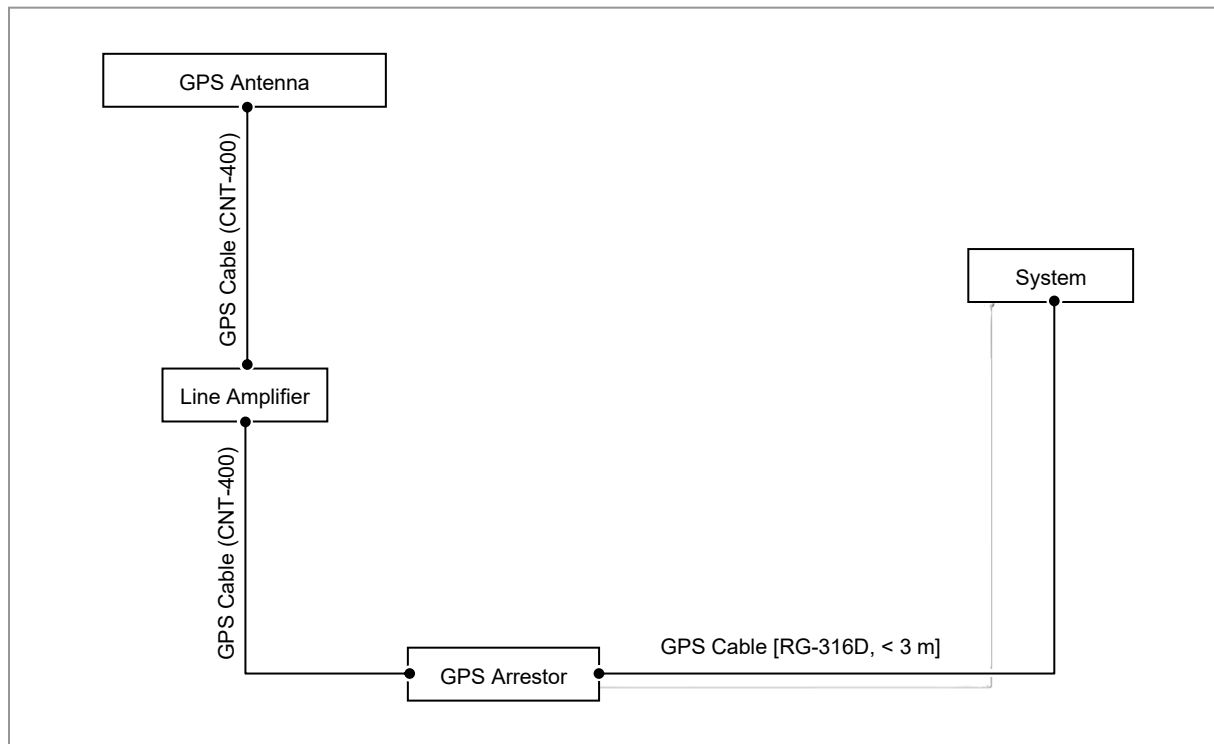 GPS Antenna
GPS Cable (CNT-400)
System
Line Amplifier
GPS Cable (CNT-400)
GPS Cable [RG-316D, < 3 m]
GPS Arrestor